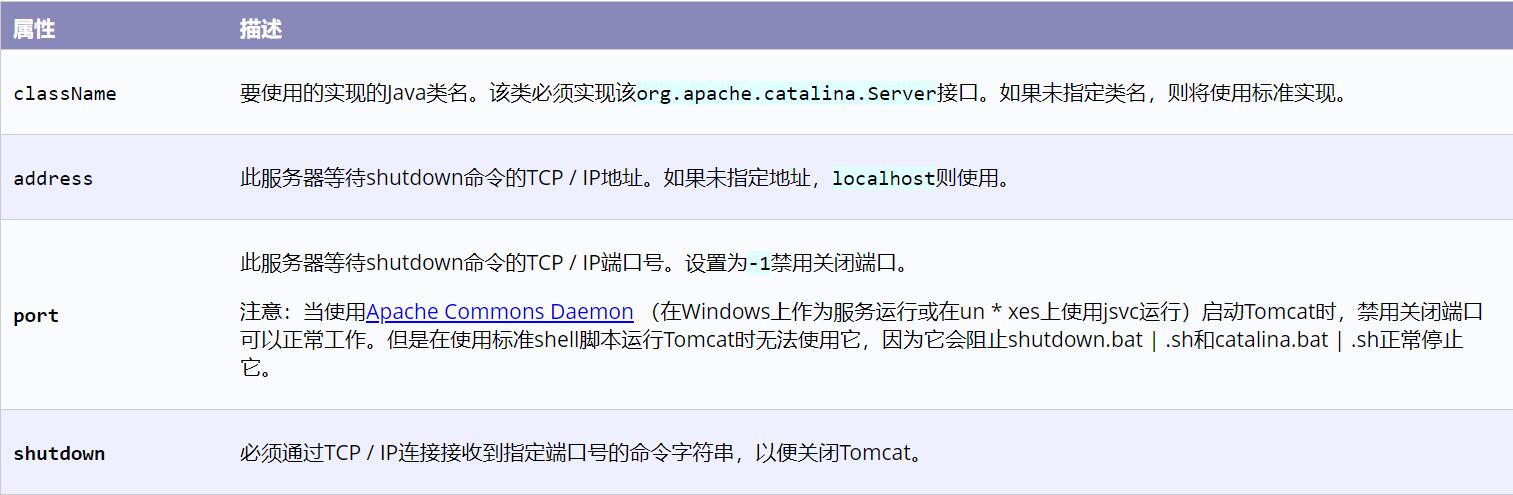 属性 描述
className 要使用的实现的Java类名。该类必须实现该org.apache.catalina.Server接口。如果未指定类名，则将使用标准实现。
address 此服务器等待shutdown命令的TCP / IP地址。如果未指定地址，localhost则使用。
此服务器等待shutdown命令的TCP / IP端口号。设置为-1禁用关闭端口。
port 注意：当使用Apache Commons Daemon （在Windows上作为服务运行或在un * xes上使用jsvc运行）启动Tomcat时，禁用关闭端口
可以正常工作。但是在使用标准shell脚本运行Tomcat时无法使用它，因为它会阻止shutdown.bat | .sh和catalina.bat | .sh正常停止
它。
shutdown 必须通过TCP / IP连接接收到指定端口号的命令字符串，以便关闭Tomcat。